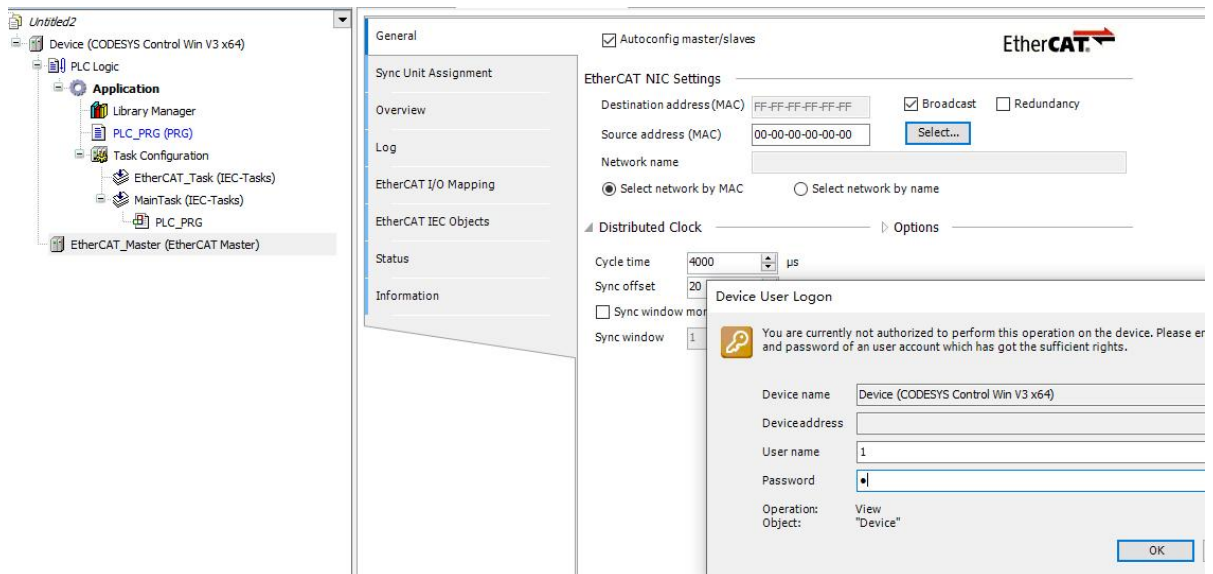 Untitled2
Device (CODESYS Control Win V3 x64)
PLC Logic
Application
Library Manager
PLC_PRG (PRG)
Task Configuration
EtherCAT_Task (IEC-Tasks)
MainTask (IEC-Tasks)
PLC_PRG
EtherCAT_Master (EtherCAT Master)
General
Sync Unit Assignment
Overview
Log
EtherCAT I/O Mapping
EtherCAT IEC Objects
Status
Information
Autoconfig master/slaves
EtherCAT
EtherCAT NIC Settings
Destination address (MAC) FF-FF-FF-FF-FF-FF Broadcast Redundancy
Source address (MAC) 00-00-00-00-00-00 Select...
Network name
Select network by MAC Select network by name
Distributed Clock Options
Cycle time 4000 µs
Sync offset 20
Sync window mor
Sync window 1
Device User Logon
You are currently not authorized to perform this operation on the device. Please en
and password of an user account which has got the sufficient rights.
Device name Device (CODESYS Control Win V3 x64)
Deviceaddress
User name 1
Password
Operation: View
Object: "Device"
OK